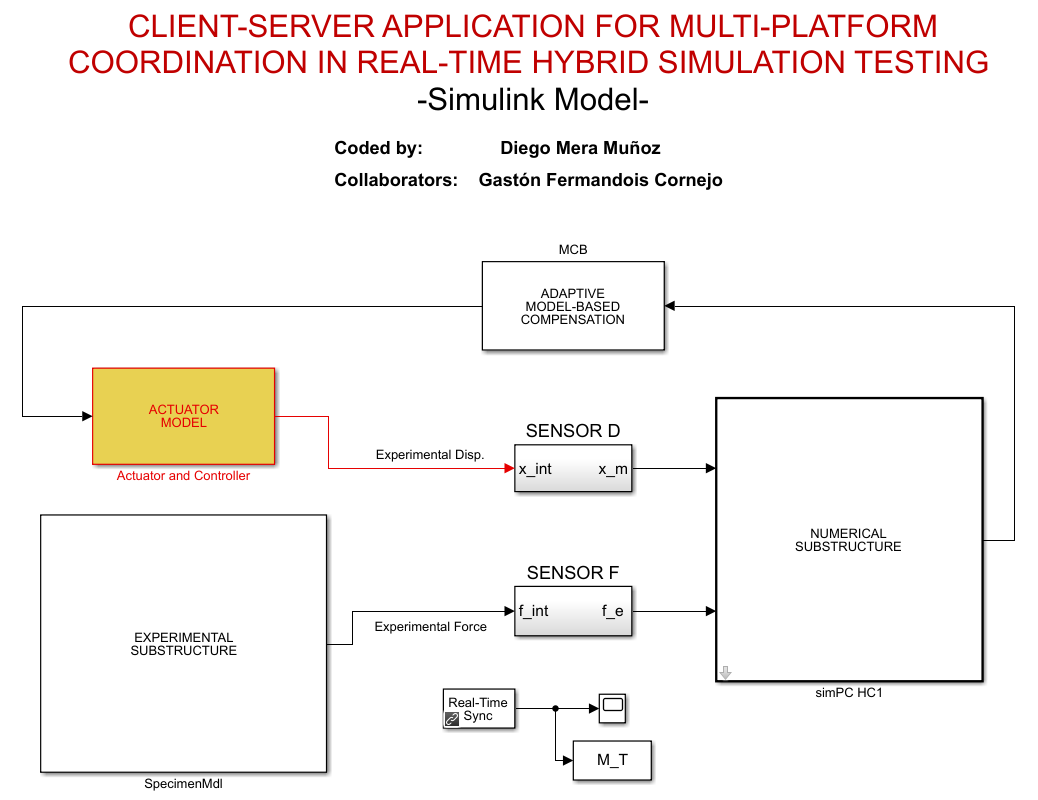 CLIENT-SERVER APPLICATION FOR MULTI-PLATFORM
COORDINATION IN REAL-TIME HYBRID SIMULATION TESTING
-Simulink Model-
Coded by: Diego Mera Muñoz
Collaborators: Gastón Fermandois Cornejo
MCB
ADAPTIVE
MODEL-BASED
COMPENSATION
ACTUATOR
MODEL
Actuator and Controller
Experimental Disp.
SENSOR D
x_int x_m
NUMERICAL
SUBSTRUCTURE
simPC HC1
EXPERIMENTAL
SUBSTRUCTURE
SpecimenMdl
Experimental Force
SENSOR F
f_int f_e
Real-Time
Sync
M_T